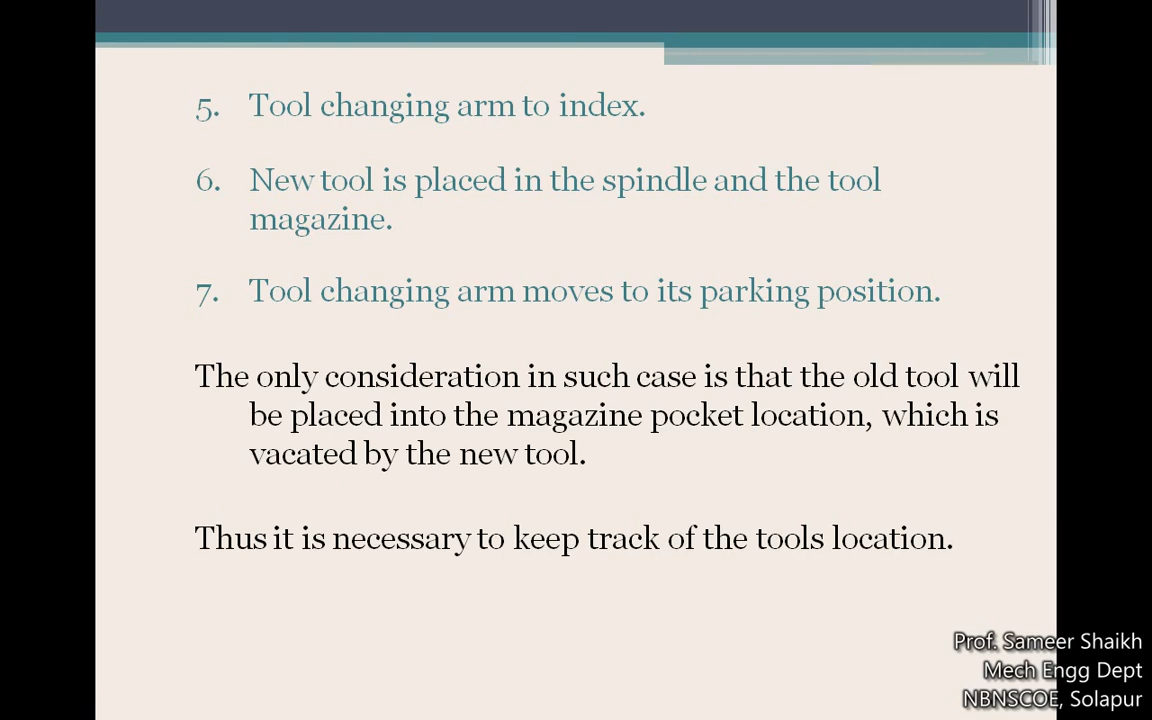 5. Tool changing arm to index.
6. New tool is placed in the spindle and the tool
magazine.
7. Tool changing arm moves to its parking position.
The only consideration in such case is that the old tool will
be placed into the magazine pocket location, which is
vacated by the new tool.
Thus it is necessary to keep track of the tools location.
Prof. Sameer Shaikh
Mech Engg Dept
NBNSCOE, Solapur